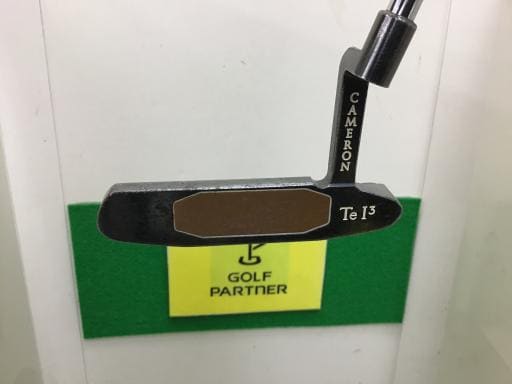 CAMERON
Te I³
GOLF
PARTNER